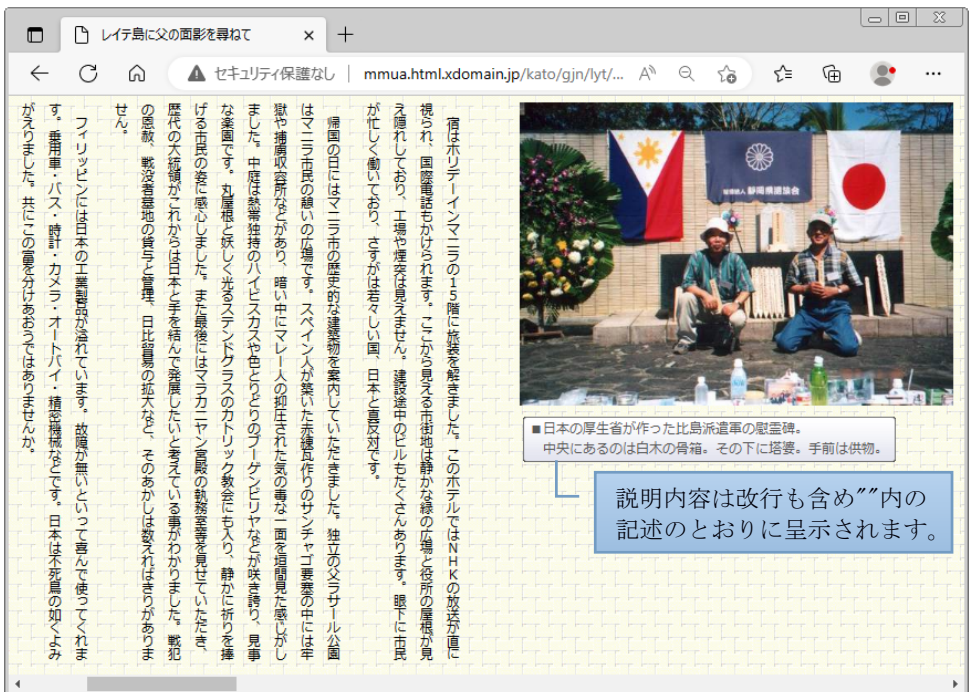 レイテ島に父の面影を尋ねて
セキュリティ保護なし
mmua.html.xdomain.jp/kato/gjn/lyt/...
静岡県遺族会
■日本の厚生省が作った比島派遣軍の慰霊碑。
中央にあるのは白木の骨箱。その下に塔婆。手前は供物。
説明内容は改行も含め""内の
記述のとおりに呈示されます。
宿はホリデーインマニラの15階に旅装を解きました。このホテルではNHKの放送が直に
視られ、国際電話もかけられます。ここから見える市街地は静かな緑の広場と役所の屋根が見
え隠れしており、工場や煙突は見えません。建設途中のビルもたくさんあります。眼下に市民
が忙しく働いており、さすがは若々しい国、日本と真反対です。
帰国の日にはマニラ市の歴史的な建築物を案内していただきました。独立の父ラサール公園
はマニラ市民の憩いの広場です。スペイン人が築いた赤練瓦作りのサンチャゴ要塞の中には牢
獄や捕虜収容所などがあり、暗い中にマレー人の抑圧された気の毒な一面を垣間見た感じがし
ました。中庭は熱帯独持のハイビスカスや色とりどりのブーゲンビリヤなどが咲き誇り、見事
な楽園です。丸屋根と妖しく光るステンドグラスのカトリック教会にも入り、静かに祈りを捧
げる市民の姿に感心しました。また最後にはマラカニヤン宮殿の執務室等を見せていただき、
歴代の大統領がこれからは日本と手を結んで発展したいと考えている事がわかりました。戦犯
の恩赦、戦没者墓地の貸与と管理、日比貿易の拡大など、そのあかしは数えればきりがありま
せん。
フィリッピンには日本の工業製品が溢れています。故障が無いといって喜んで使ってくれま
す。乗用車・バス・時計・カメラ・オートバイ・精密機械などです。日本は不死鳥の如くよみ
がえりました。共にこの富を分けあおうではありませんか。